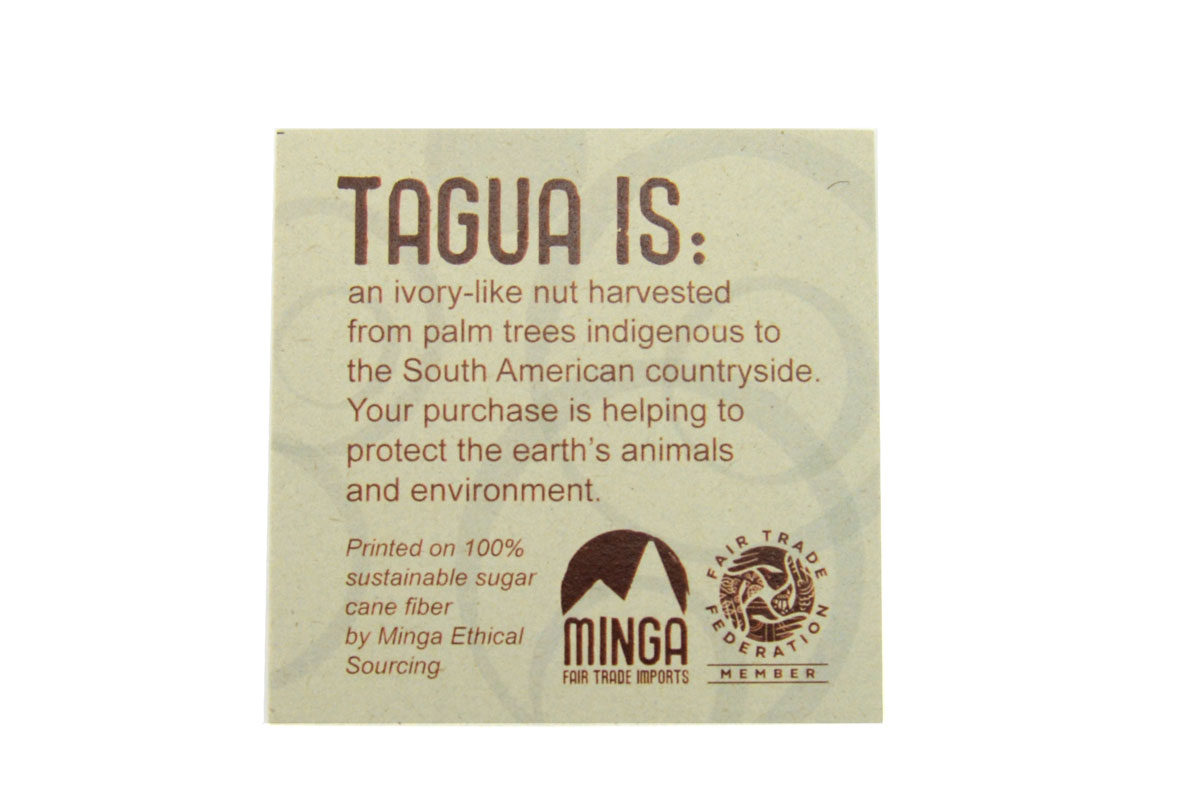 TAGUA IS:
an ivory-like nut harvested
from palm trees indigenous to
the South American countryside.
Your purchase is helping to
protect the earth's animals
and environment.
Printed on 100%
sustainable sugar
cane fiber
by Minga Ethical
Sourcing
MINGA
FAIR TRADE IMPORTS
FAIR TRADE
FEDERATION
MEMBER